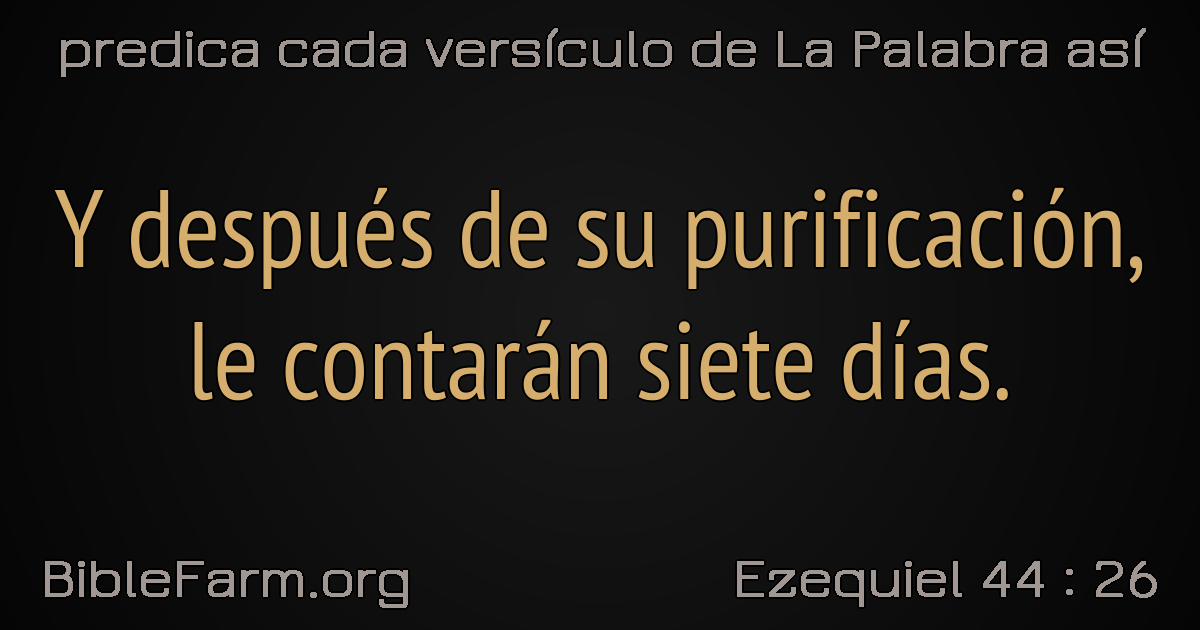 predica cada versículo de La Palabra así
Y después de su purificación,
le contarán siete días.
BibleFarm.org
Ezequiel 44 : 26